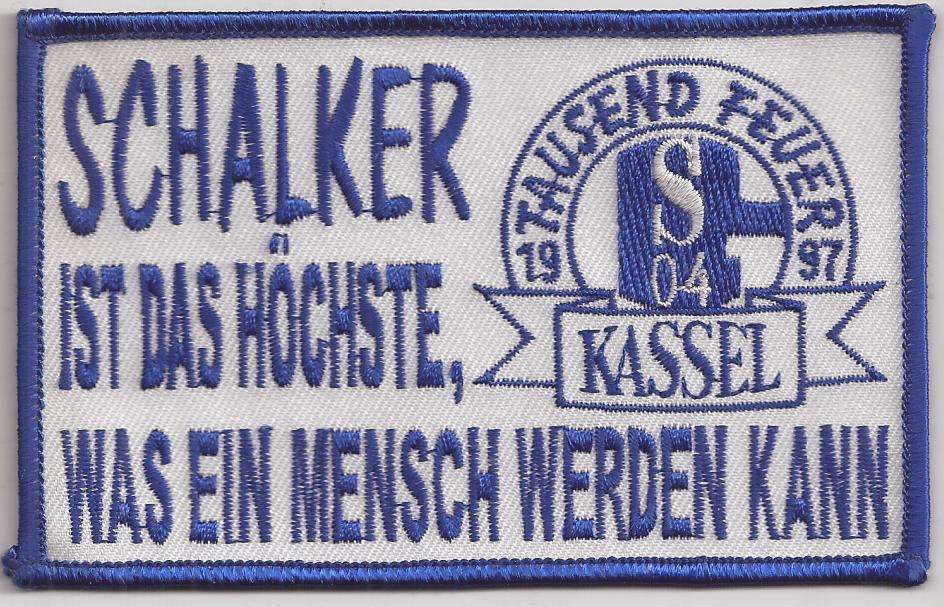 SCHALKER
IST DAS HÖCHSTE,
WAS EIN MENSCH WERDEN KANN
TAUSEND FEUER
19 97
S
04
KASSEL